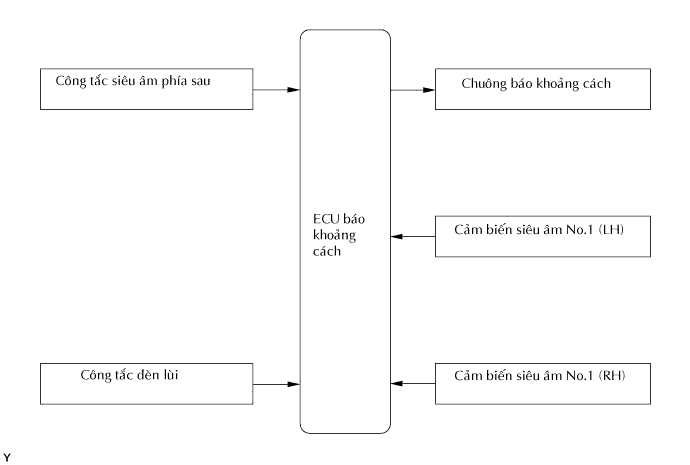 Công tắc siêu âm phía sau
Chuông báo khoảng cách
ECU báo
khoảng
cách
Cảm biến siêu âm No.1 (LH)
Công tắc đèn lùi
Cảm biến siêu âm No.1 (RH)
Y